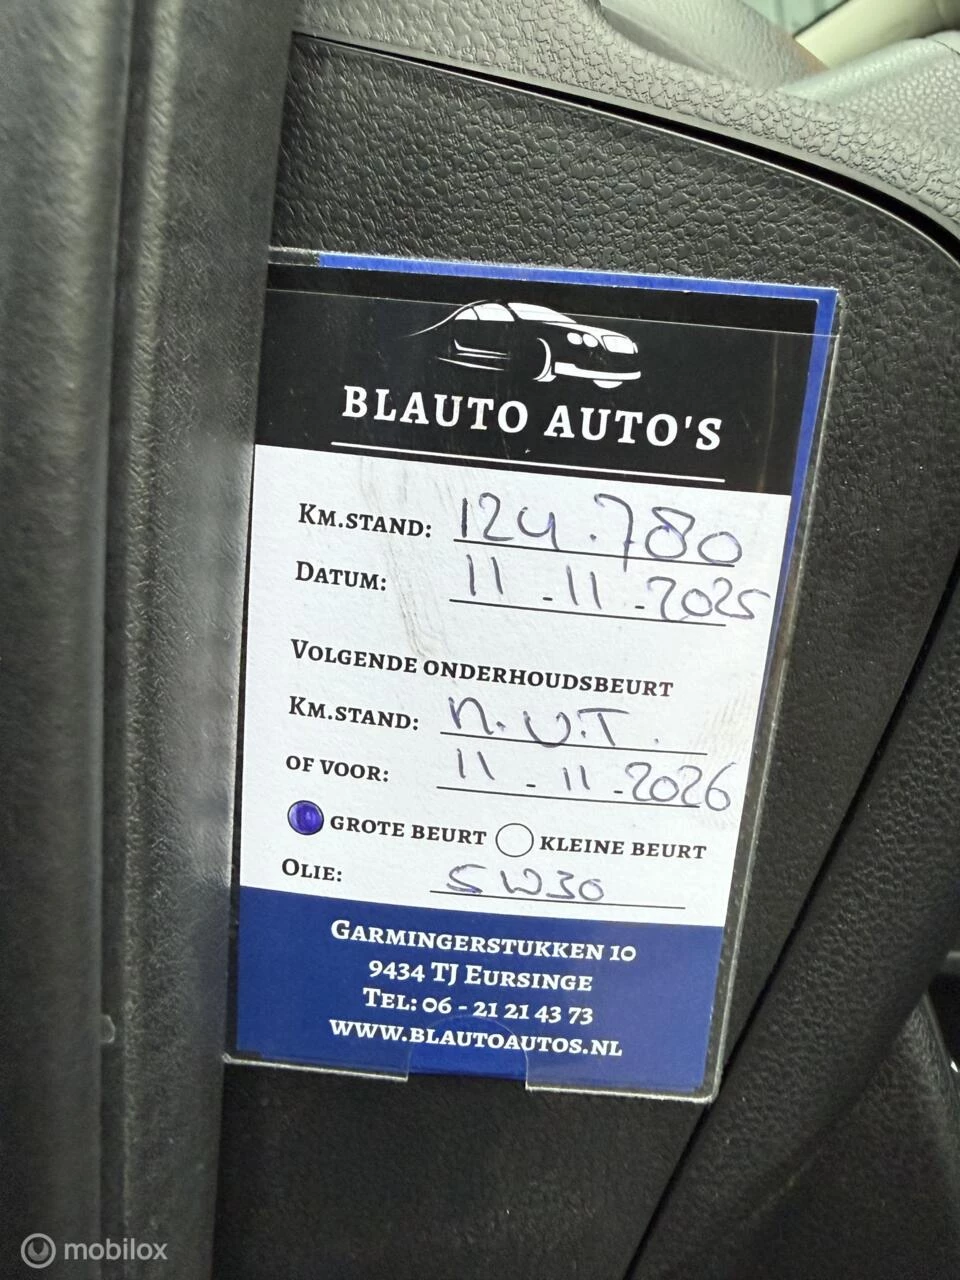 BLAUTO AUTO'S
KM.STAND: 124.780
DATUM: 11-11-2025
VOLGENDE ONDERHOUDSBEURT
KM.STAND: n.v.T.
OF VOOR: 11-11-2026
GROTE BEURT KLEINE BEURT
OLIE: 5W30
GARMINGERSTUKKEN 10
9434 TJ EURSINGE
TEL: 06 - 21 21 43 73
WWW.BLAUTOAUTOS.NL
mobilox